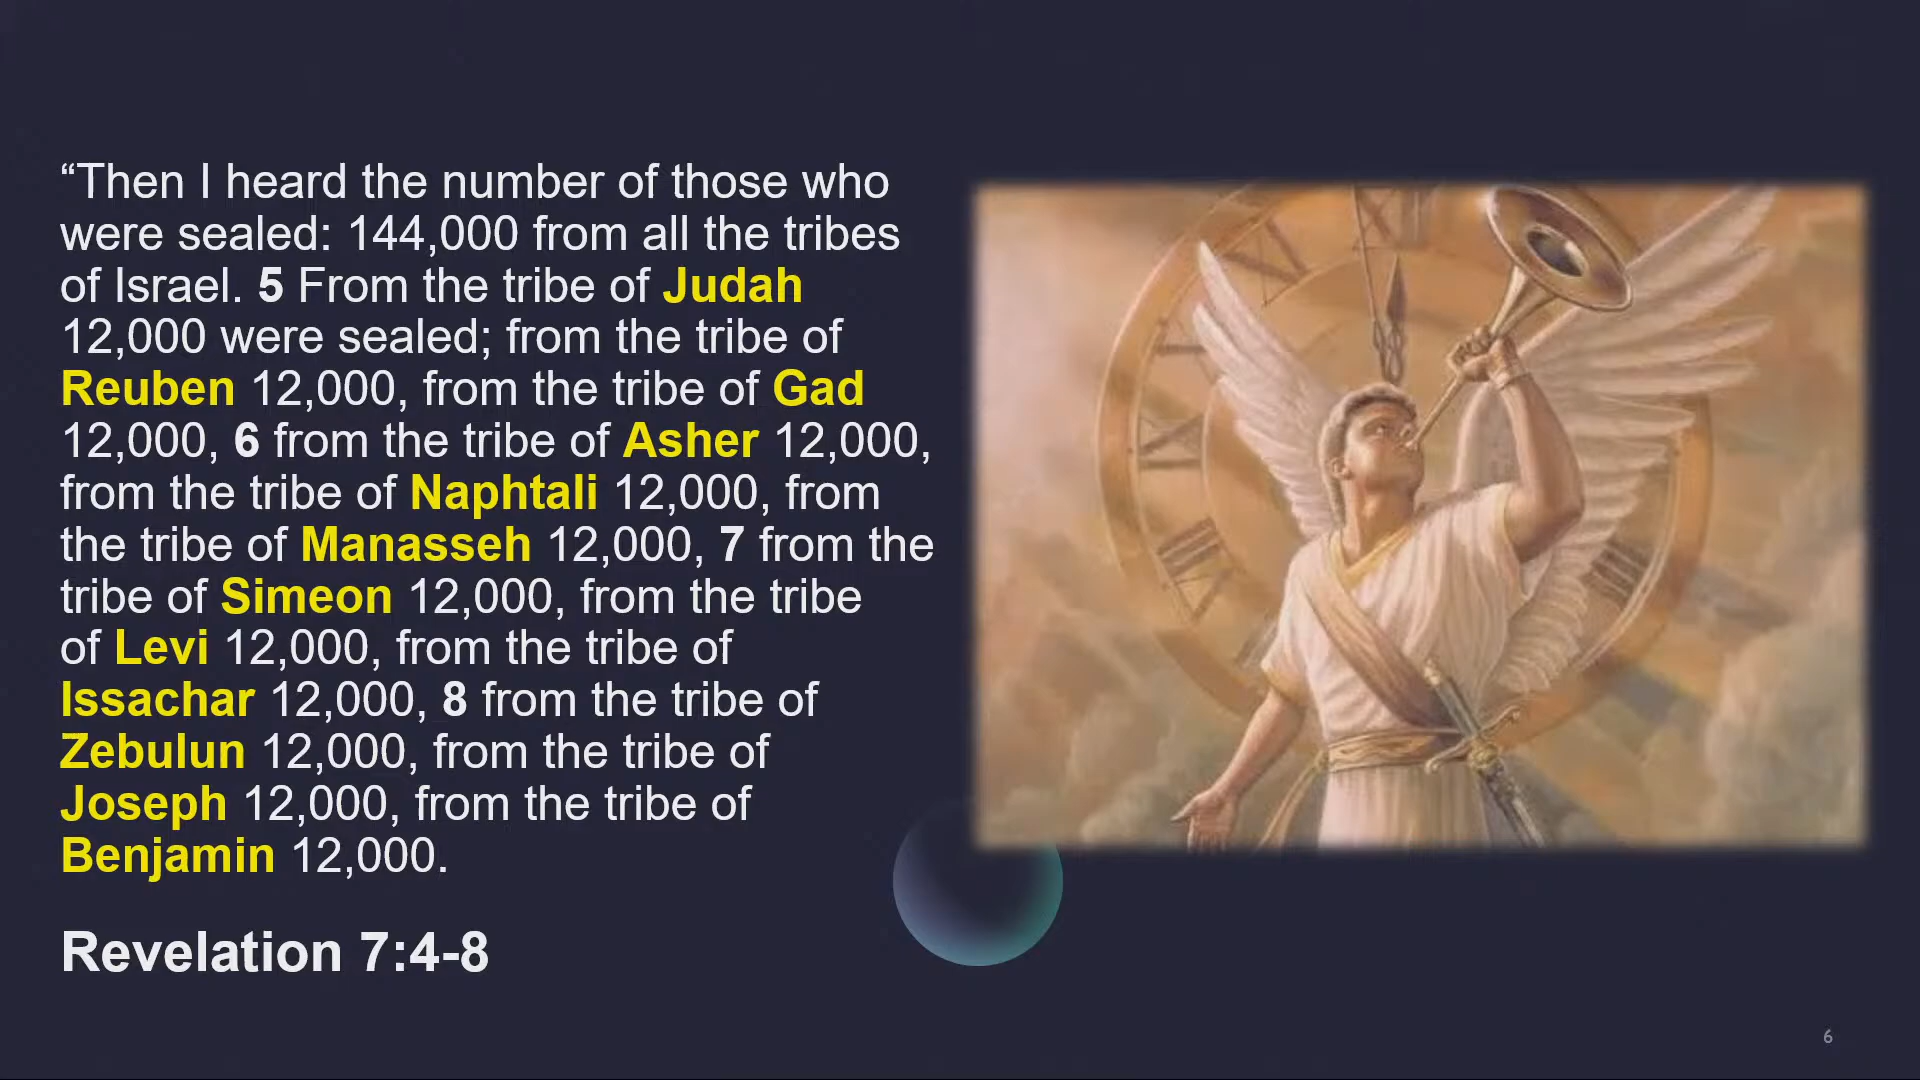 “Then I heard the number of those who
were sealed: 144,000 from all the tribes
of Israel. 5 From the tribe of Judah
12,000 were sealed; from the tribe of
Reuben 12,000, from the tribe of Gad
12,000, 6 from the tribe of Asher 12,000,
from the tribe of Naphtali 12,000, from
the tribe of Manasseh 12,000, 7 from the
tribe of Simeon 12,000, from the tribe
of Levi 12,000, from the tribe of
Issachar 12,000, 8 from the tribe of
Zebulun 12,000, from the tribe of
Joseph 12,000, from the tribe of
Benjamin 12,000.
Revelation 7:4-8
6